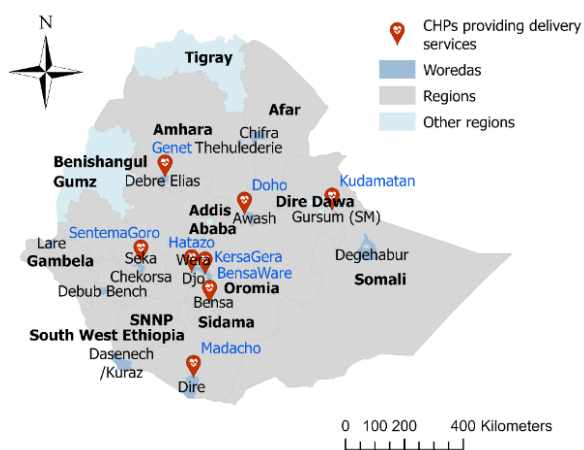 N
CHPs providing delivery
services
Woredas
Regions
Other regions
Tigray
Afar
Amhara
Chifra
Genet
Thehulederie
Benishangul
Gumz
Debre Elias
Doho
Kudamatan
Dire Dawa
Addis
Ababa
Awash
Gursum (SM)
SentemaGoro
Hatazo
Lare
Gambela
Seka
Chekorsa
Wera
Djo
KersaGera
BensaWare
Degehabur
Somali
Debub Bench
Oromia
Bensa
SNNP
Sidama
South West Ethiopia
Dasenech
/Kuraz
Madacho
Dire
0 100 200 400 Kilometers